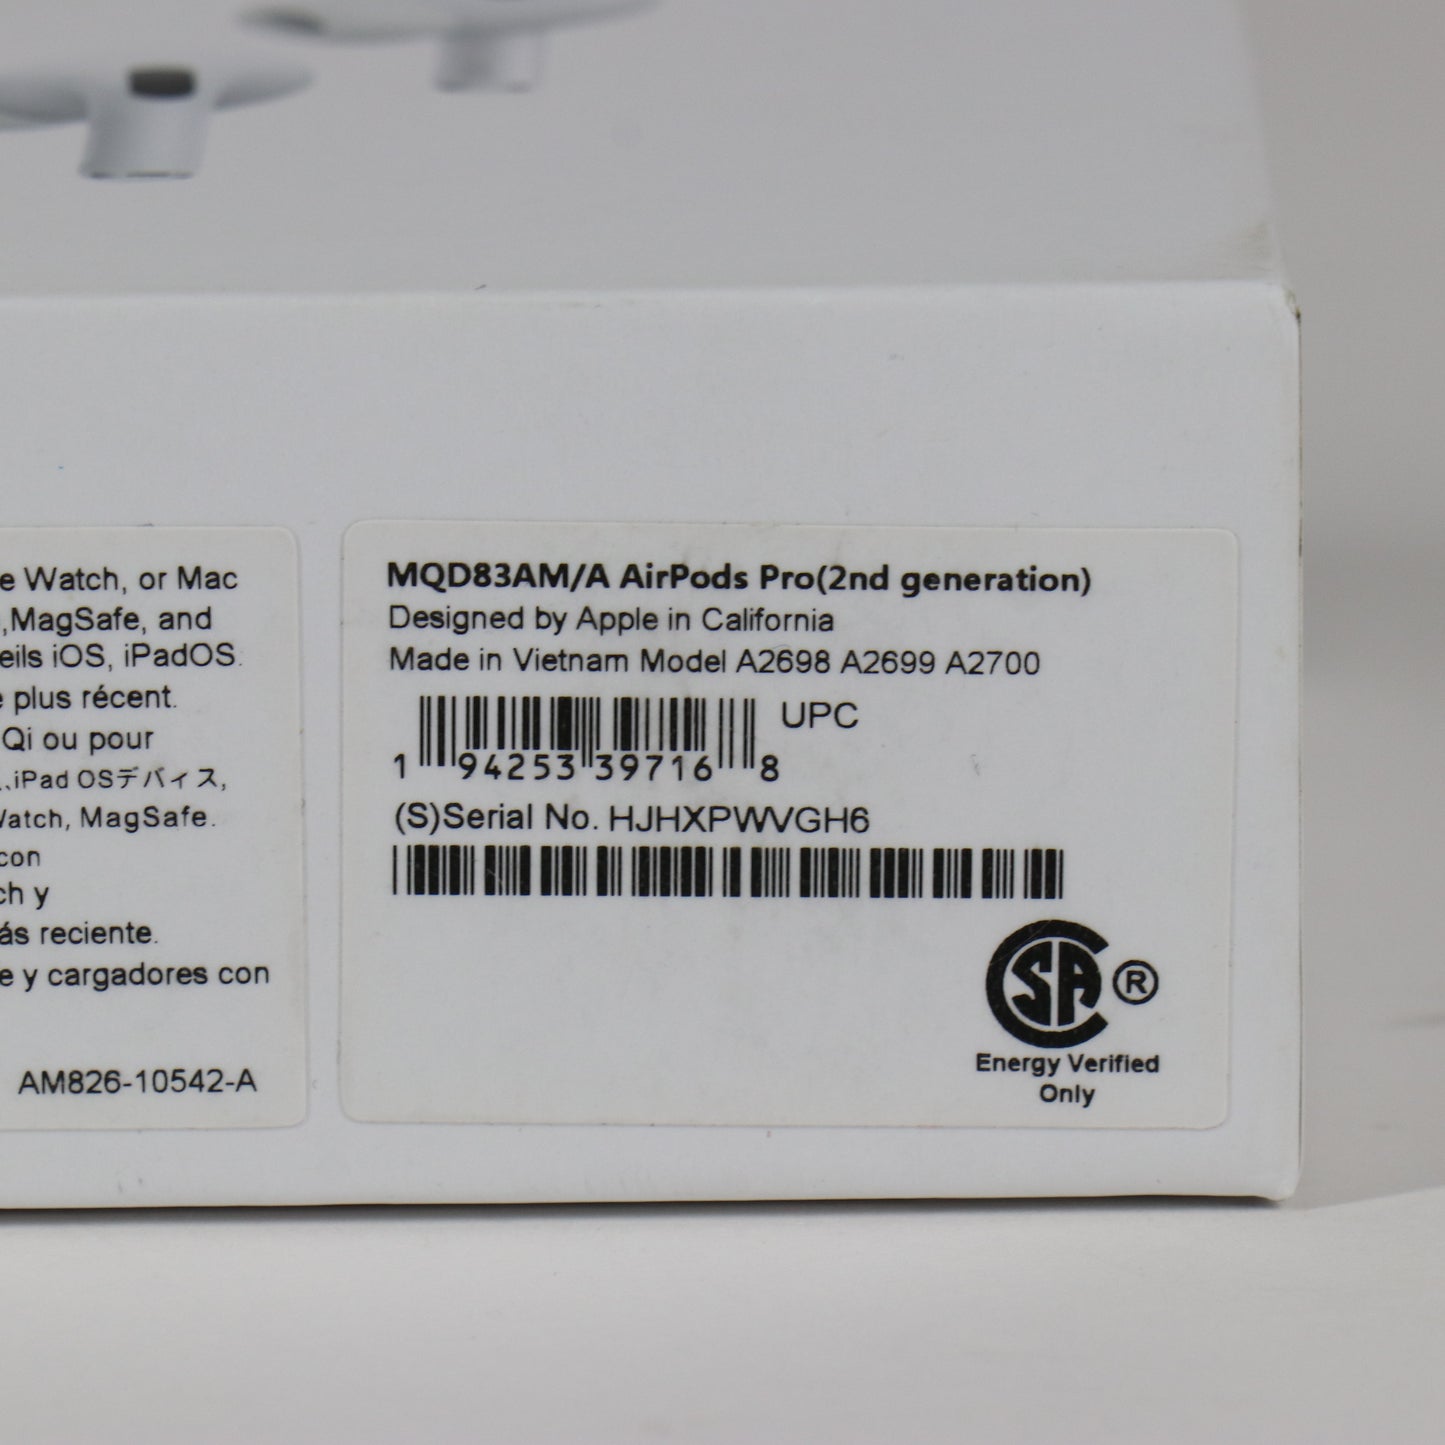 e Watch, or Mac
,MagSafe, and
eils iOS, iPadOS.
e plus récent.
Qi ou pour
.,iPad OSデバイス,
Watch, MagSafe.
con
ch y
ás reciente.
e y cargadores con
AM826-10542-A
MQD83AM/A AirPods Pro(2nd generation)
Designed by Apple in California
Made in Vietnam Model A2698 A2699 A2700
UPC
1 94253 39716 8
(S)Serial No. HJHXPWVGH6
SA ®
Energy Verified
Only